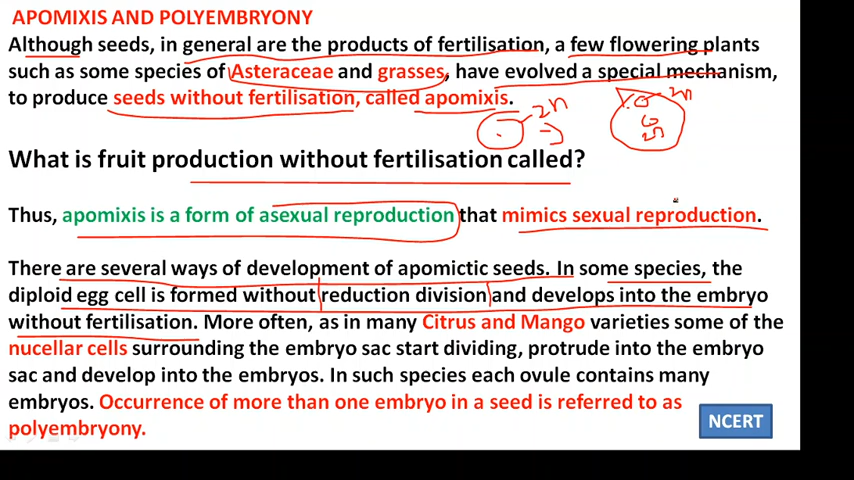 APOMIXIS AND POLYEMBRYONY
Although seeds, in general are the products of fertilisation, a few flowering plants
such as some species of Asteraceae and grasses, have evolved a special mechanism,
to produce seeds without fertilisation, called apomixis.
2n
2n
2n
What is fruit production without fertilisation called?
Thus, apomixis is a form of asexual reproduction that mimics sexual reproduction.
There are several ways of development of apomictic seeds. In some species, the
diploid egg cell is formed without reduction division and develops into the embryo
without fertilisation. More often, as in many Citrus and Mango varieties some of the
nucellar cells surrounding the embryo sac start dividing, protrude into the embryo
sac and develop into the embryos. In such species each ovule contains many
embryos. Occurrence of more than one embryo in a seed is referred to as
polyembryony.
NCERT